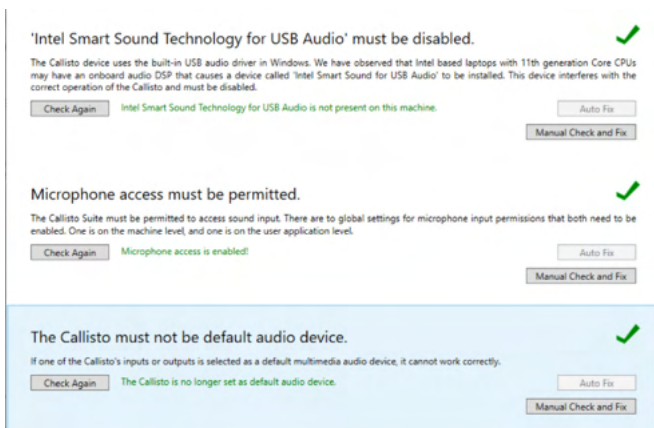 'Intel Smart Sound Technology for USB Audio' must be disabled.
The Callisto device uses the built-in USB audio driver in Windows. We have observed that Intel based laptops with 11th generation Core CPUs
may have an onboard audio DSP that causes a device called 'Intel Smart Sound for USB Audio' to be installed. This device interferes with the
correct operation of the Callisto and must be disabled.
Check Again Intel Smart Sound Technology for USB Audio is not present on this machine. Auto Fix
Manual Check and Fix
Microphone access must be permitted.
The Callisto Suite must be permitted to access sound input. There are to global settings for microphone input permissions that both need to be
enabled. One is on the machine level, and one is on the user application level.
Check Again Microphone access is enabled! Auto Fix
Manual Check and Fix
The Callisto must not be default audio device.
If one of the Callisto's inputs or outputs is selected as a default multimedia audio device, it cannot work correctly.
Check Again The Callisto is no longer set as default audio device. Auto Fix
Manual Check and Fix